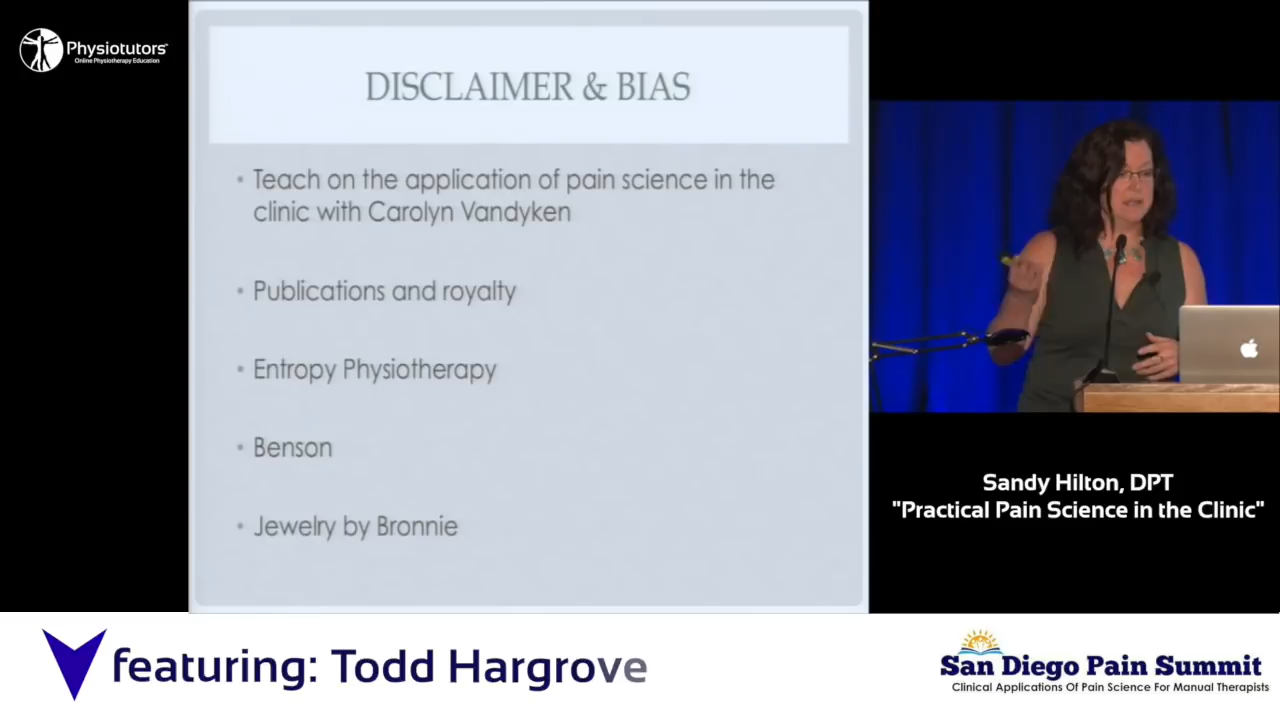 Physiotutors
Online Physiotherapy Education
DISCLAIMER & BIAS
• Teach on the application of pain science in the
clinic with Carolyn Vandyken
• Publications and royalty
• Entropy Physiotherapy
• Benson
• Jewelry by Bronnie
Sandy Hilton, DPT
"Practical Pain Science in the Clinic"
featuring: Todd Hargrove
San Diego Pain Summit
Clinical Applications Of Pain Science For Manual Therapists